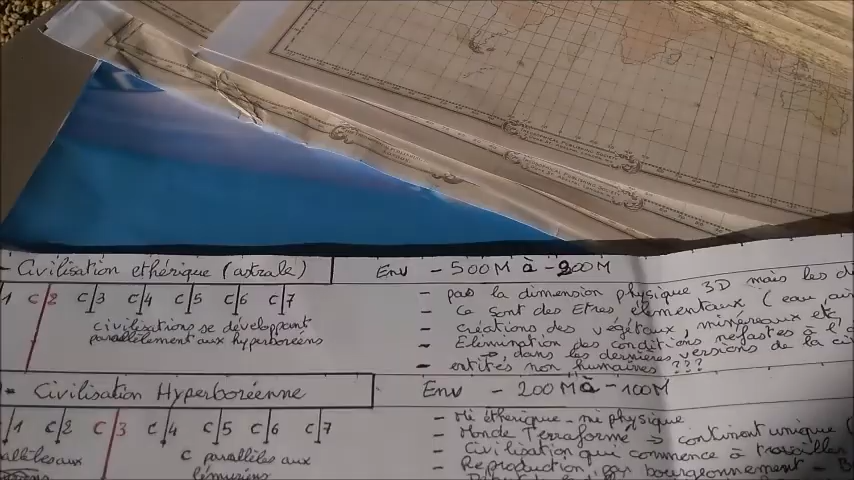 - Civilisation ethérique (astrale)
Env - 500M à - 200M
1 C 2 C 3 C 4 C 5 C 6 C 7
civilisations se développant
parallèlement aux hyperboréens
- pas la dimension physique 3D mais les d
- Ce sont des Etres élémentaux (eau, air
- créations des végétaux, minéraux etc
- Elimination des conditions néfastes à l'
dans les dernières versions de la ci
- entités non humaines ???
= Civilisation Hyperboréenne
Env - 200M à - 100M
1 C 2 C 3 C 4 C 5 C 6 C 7
C parallèles aux
lémuriens
allèles aux
- Mi éthérique - mi physique
- Monde Terraformé → continent unique (
- Civilisation qui commence à travailler
- Reproduction par bourgeonnement -